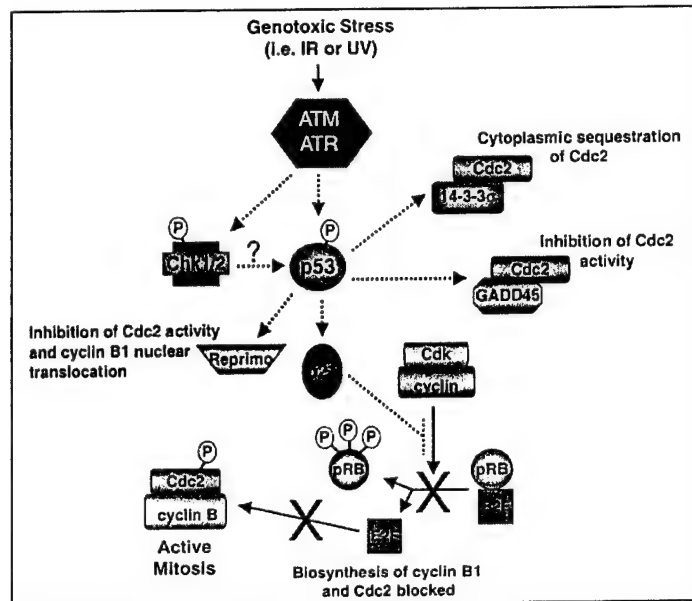 Genotoxic Stress
(i.e. IR or UV)
ATM
ATR
Cytoplasmic sequestration
of Cdc2
Cdc2
14-3-3σ
P
Chk1/2
?
P
p53
Inhibition of Cdc2
activity
Cdc2
GADD45
Inhibition of Cdc2 activity
and cyclin B1 nuclear
translocation
Reprimo
Cdk
cyclin
P
P
P
pRB
pRB
P
Cdc2
cyclin B
X
X
E2F
Active
Mitosis
Biosynthesis of cyclin B1
and Cdc2 blocked